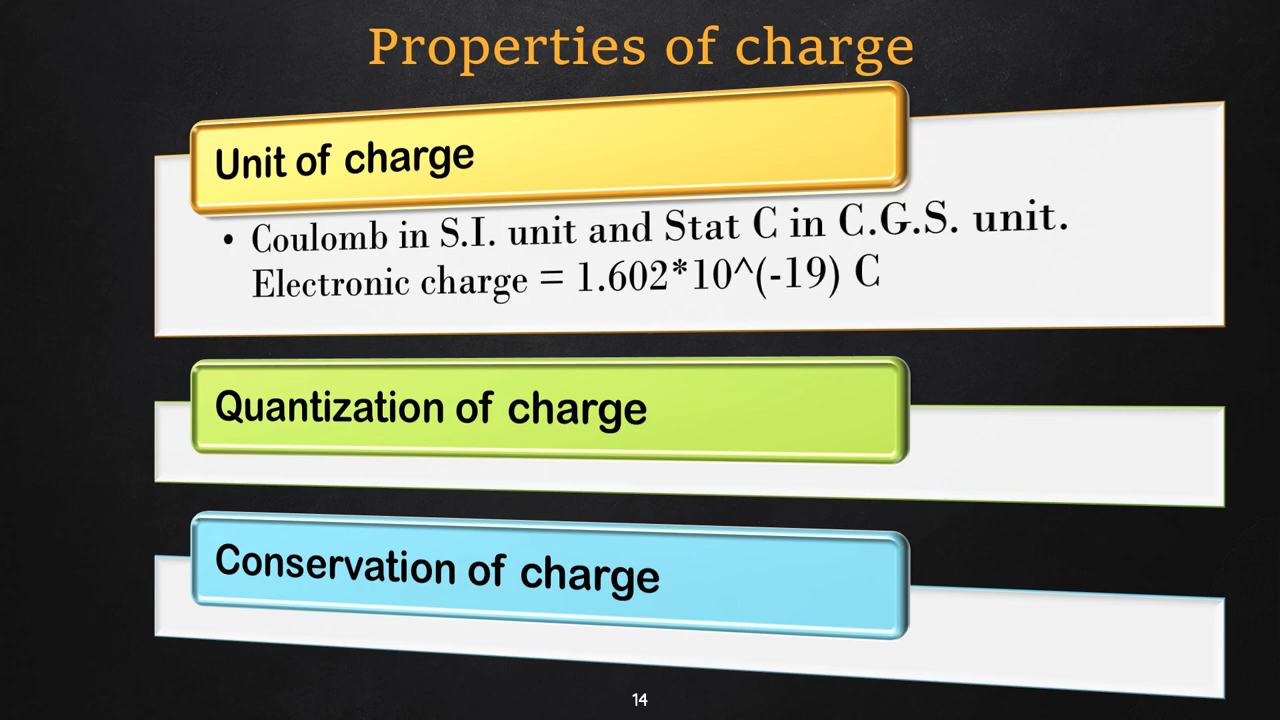 Properties of charge
Unit of charge
• Coulomb in S.I. unit and Stat C in C.G.S. unit.
Electronic charge = 1.602*10^(-19) C
Quantization of charge
Conservation of charge
14